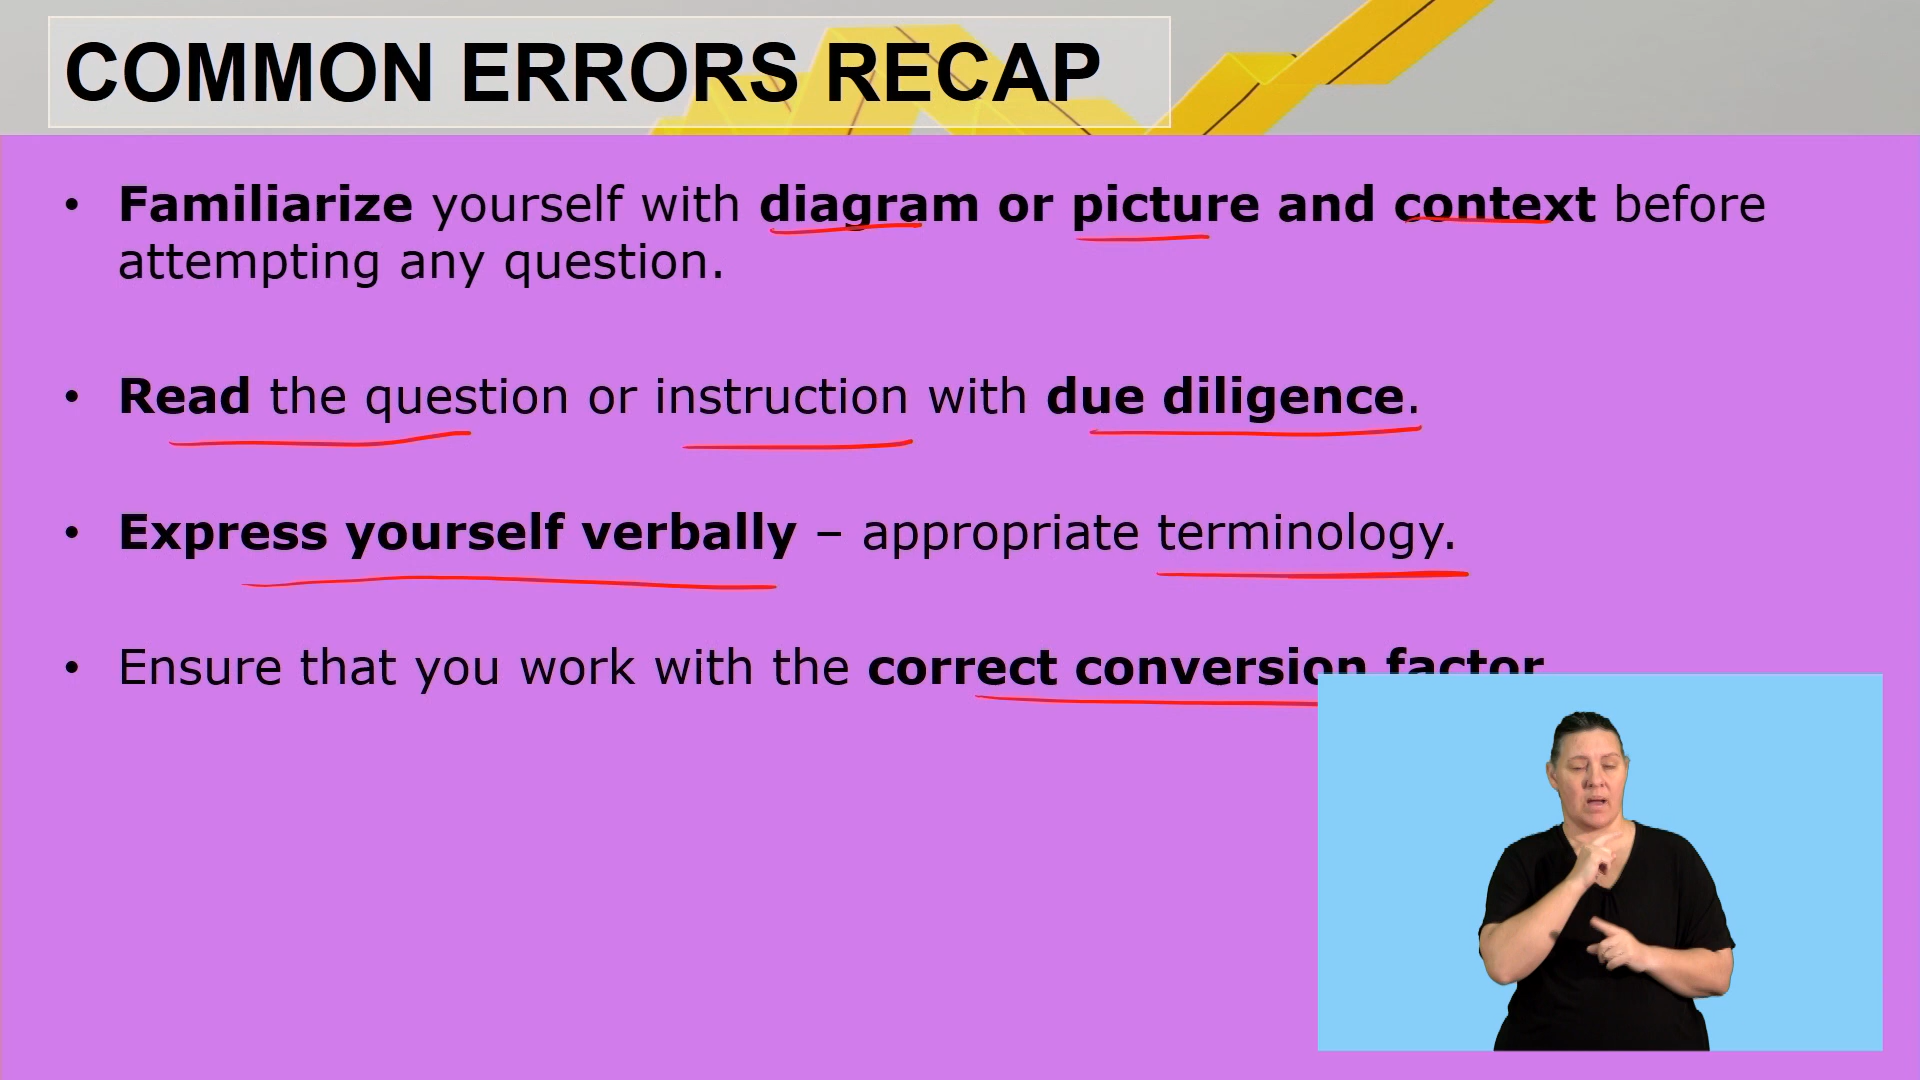 COMMON ERRORS RECAP
• Familiarize yourself with diagram or picture and context before
attempting any question.
• Read the question or instruction with due diligence.
• Express yourself verbally – appropriate terminology.
• Ensure that you work with the correct conversion factor